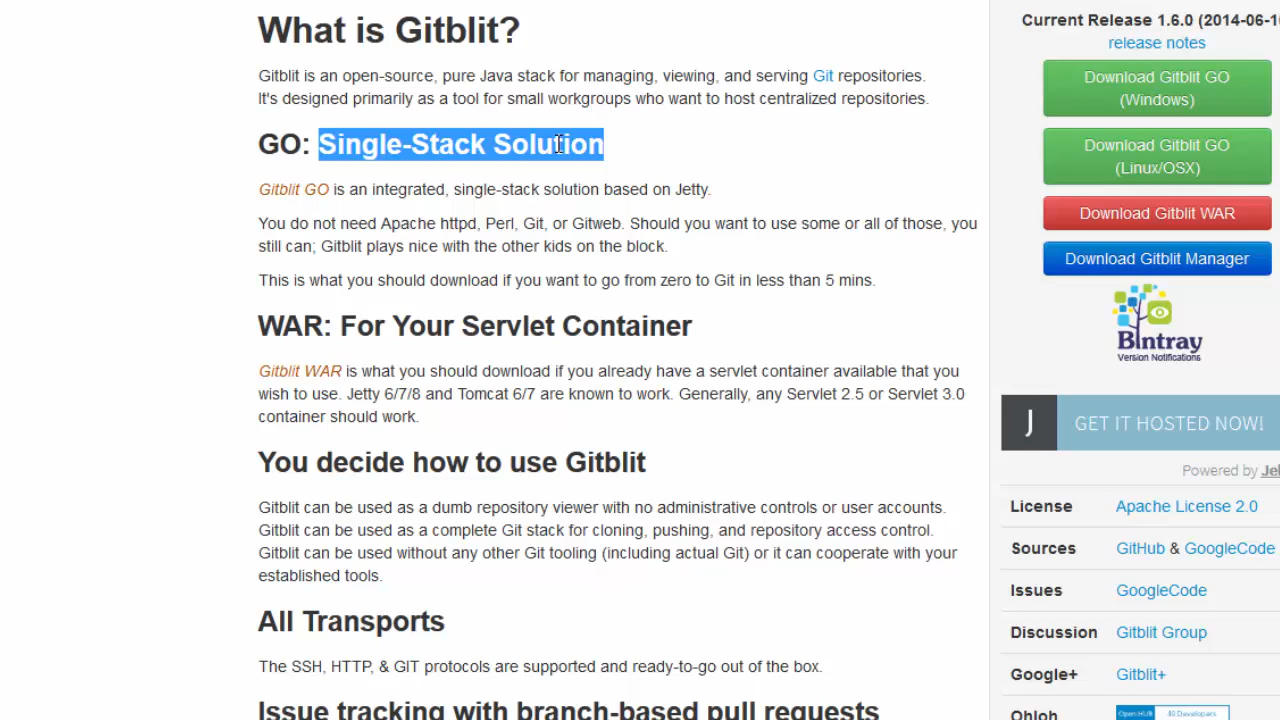 What is Gitblit?
Gitblit is an open-source, pure Java stack for managing, viewing, and serving Git repositories.
It's designed primarily as a tool for small workgroups who want to host centralized repositories.
GO: Single-Stack Solution
Gitblit GO is an integrated, single-stack solution based on Jetty.
You do not need Apache httpd, Perl, Git, or Gitweb. Should you want to use some or all of those, you
still can; Gitblit plays nice with the other kids on the block.
This is what you should download if you want to go from zero to Git in less than 5 mins.
WAR: For Your Servlet Container
Gitblit WAR is what you should download if you already have a servlet container available that you
wish to use. Jetty 6/7/8 and Tomcat 6/7 are known to work. Generally, any Servlet 2.5 or Servlet 3.0
container should work.
You decide how to use Gitblit
Gitblit can be used as a dumb repository viewer with no administrative controls or user accounts.
Gitblit can be used as a complete Git stack for cloning, pushing, and repository access control.
Gitblit can be used without any other Git tooling (including actual Git) or it can cooperate with your
established tools.
All Transports
The SSH, HTTP, & GIT protocols are supported and ready-to-go out of the box.
Issue tracking with branch-based pull requests
Current Release 1.6.0 (2014-06-1
release notes
Download Gitblit GO
(Windows)
Download Gitblit GO
(Linux/OSX)
Download Gitblit WAR
Download Gitblit Manager
Bintray
Version Notifications
J GET IT HOSTED NOW!
Powered by Jel
License Apache License 2.0
Sources GitHub & GoogleCode
Issues GoogleCode
Discussion Gitblit Group
Google+ Gitblit+
Ohloh Open HUB 40 Developers